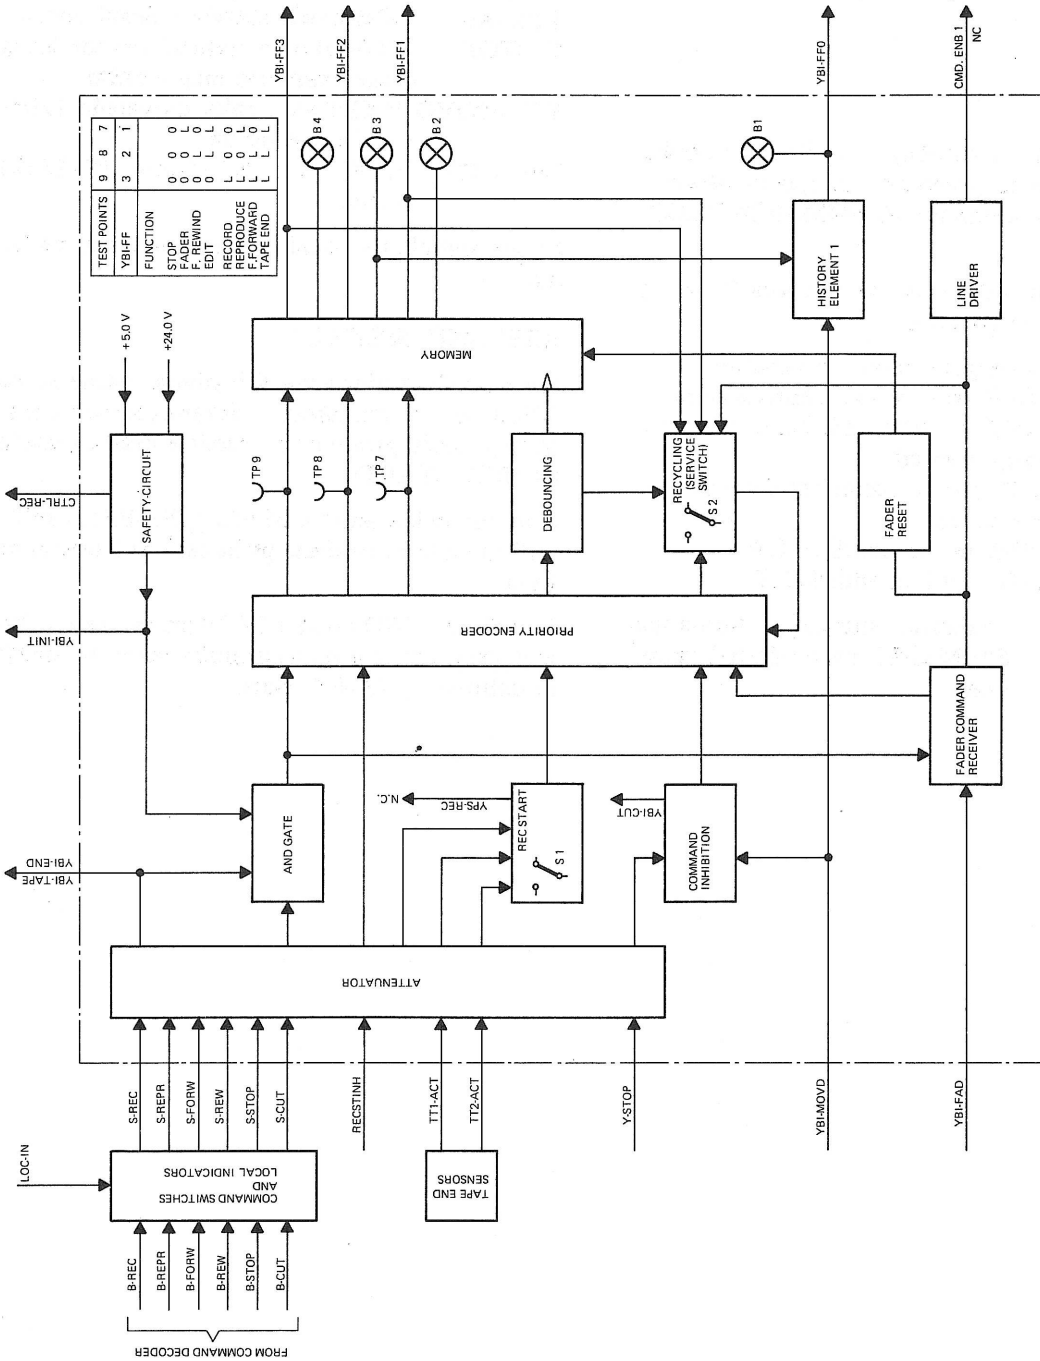 YBI-FF3
YBI-FF2
YBI-FF1
YBI-FF0
CMD. ENB 1
NC
TEST POINTS 9 8 7
YBI-FF 3 2 1
FUNCTION
STOP 0 0 0
FADER 0 0 L
F. REWIND 0 L 0
EDIT 0 L L
RECORD L 0 0
REPRODUCE L 0 L
F. FORWARD L L 0
TAPE END L L L
B 4
B 3
B 2
B 1
+ 5.0 V
+24.0 V
CTRL-REC
SAFETY-CIRCUIT
MEMORY
HISTORY
ELEMENT 1
LINE
DRIVER
TP 9
TP 8
TP 7
DEBOUNCING
RECYCLING
(SERVICE
SWITCH)
S 2
FADER
RESET
YBI-INIT
PRIORITY ENCODER
YBI-TAPE
YBI-END
AND GATE
N.C.
YPS-REC
REC START
S 1
YBI-CUT
COMMAND
INHIBITION
FADER COMMAND
RECEIVER
ATTENUATOR
S-REC
S-REPR
S-FORW
S-REW
S-STOP
S-CUT
RECSTINH
TT1-ACT
TT2-ACT
Y-STOP
YBI-MOVD
YBI-FAD
LOC-IN
COMMAND SWITCHES
AND
LOCAL INDICATORS
TAPE END
SENSORS
B-REC
B-REPR
B-FORW
B-REW
B-STOP
B-CUT
FROM COMMAND DECODER